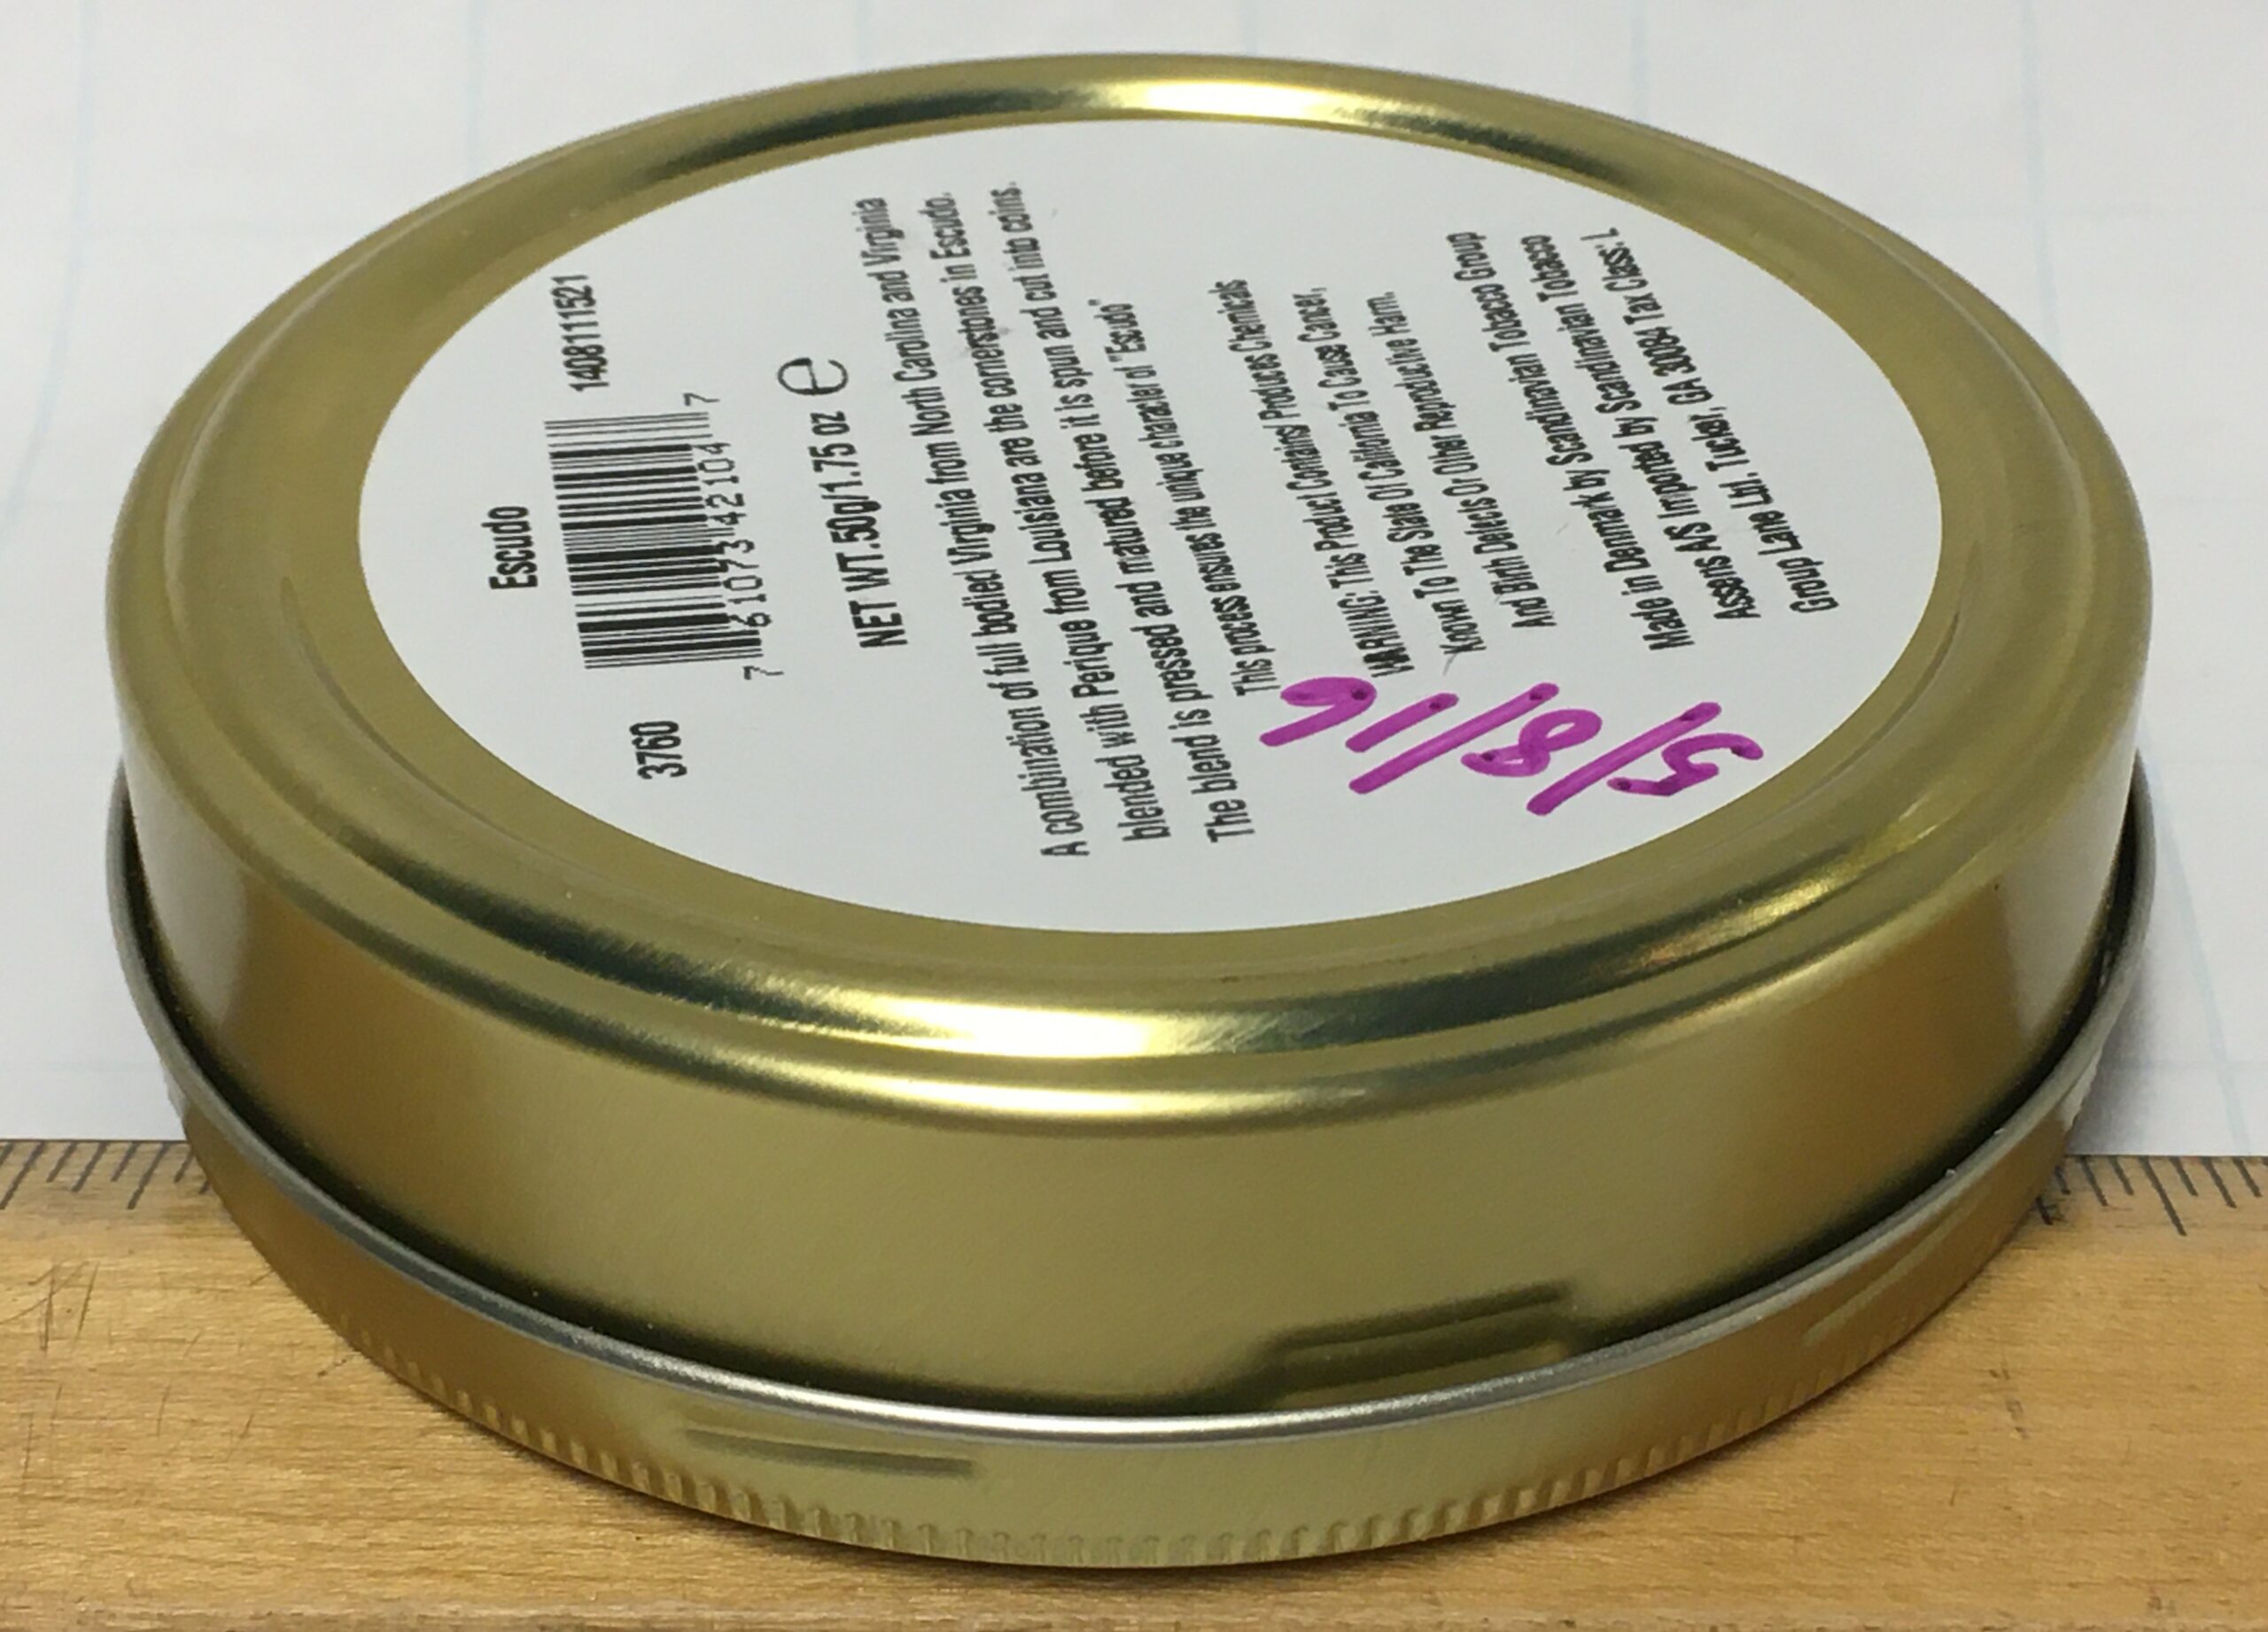 Escudo
3760
1408111521
7 61073 42104 7
NET WT.50g/1.75 oz e
A combination of full bodied Virginia from North Carolina and Virginia
blended with Perique from Louisiana are the cornerstones in Escudo.
The blend is pressed and matured before it is spun and cut into coins.
This process ensures the unique character of "Escudo"
WARNING: This Product Contains/ Produces Chemicals
Known To The State Of California To Cause Cancer,
And Birth Defects Or Other Reproductive Harm.
Made in Denmark by Scandinavian Tobacco Group
Assens A/S Imported by Scandinavian Tobacco
Group Lane Ltd. Tucker, GA 30084 Tax Class: L
5/8/16